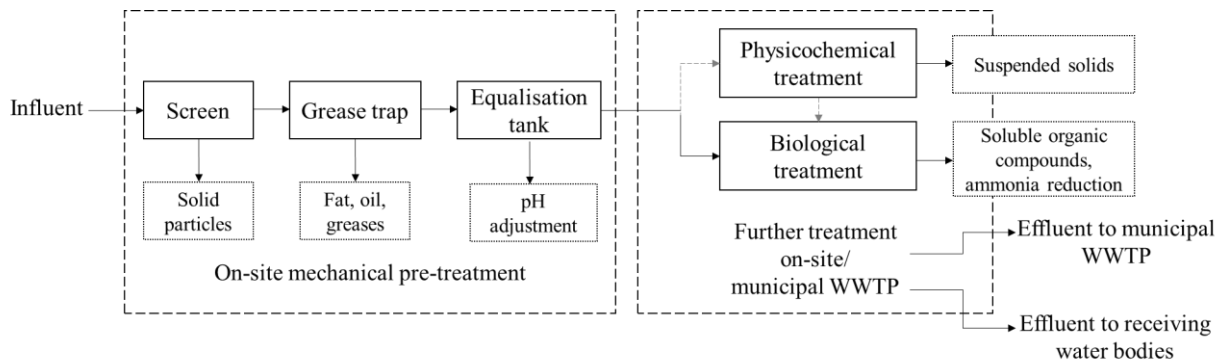 Influent
Screen
Grease trap
Equalisation
tank
Solid
particles
Fat, oil,
greases
pH
adjustment
On-site mechanical pre-treatment
Physicochemical
treatment
Suspended solids
Biological
treatment
Soluble organic
compounds,
ammonia reduction
Further treatment
on-site/
municipal WWTP
Effluent to municipal
WWTP
Effluent to receiving
water bodies